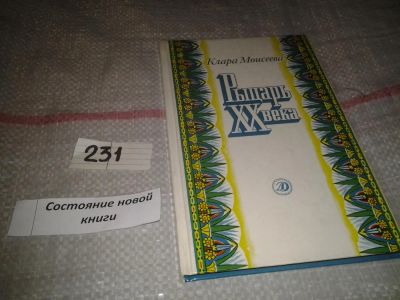 Клара Моисеева
Рыцарь
XX века
231
Состояние новой
книги